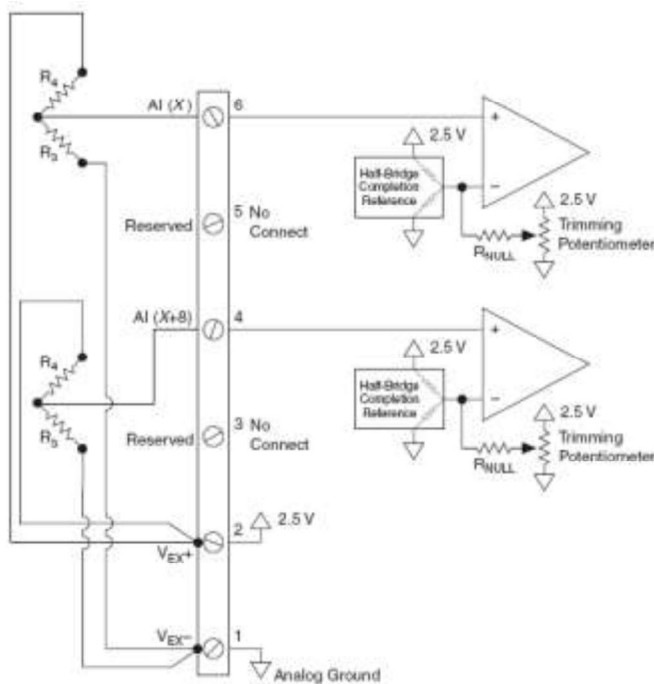 R4
AI (X)
6
R3
2.5 V
+
Half-Bridge
Completion
Reference
−
2.5 V
Trimming
Potentiometer
RNULL
Reserved
5 No
Connect
AI (X+8)
4
R4
R3
2.5 V
+
Half-Bridge
Completion
Reference
−
2.5 V
Trimming
Potentiometer
RNULL
Reserved
3 No
Connect
2
2.5 V
VEX+
VEX−
1
Analog Ground